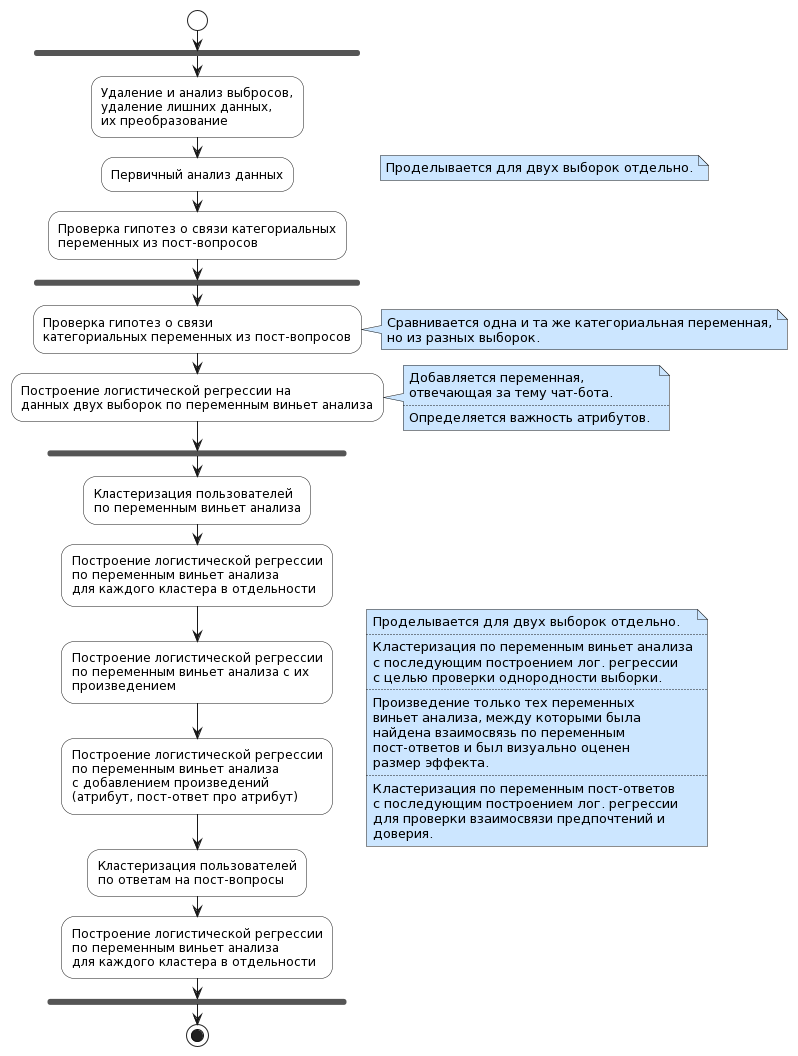 Удаление и анализ выбросов,
удаление лишних данных,
их преобразование
Первичный анализ данных
Проделывается для двух выборок отдельно.
Проверка гипотез о связи категориальных
переменных из пост-вопросов
Проверка гипотез о связи
категориальных переменных из пост-вопросов
Сравнивается одна и та же категориальная переменная,
но из разных выборок.
Построение логистической регрессии на
данных двух выборок по переменным виньет анализа
Добавляется переменная,
отвечающая за тему чат-бота.
Определяется важность атрибутов.
Кластеризация пользователей
по переменным виньет анализа
Построение логистической регрессии
по переменным виньет анализа
для каждого кластера в отдельности
Построение логистической регрессии
по переменным виньет анализа с их
произведением
Построение логистической регрессии
по переменным виньет анализа
с добавлением произведений
(атрибут, пост-ответ про атрибут)
Проделывается для двух выборок отдельно.
Кластеризация по переменным виньет анализа
с последующим построением лог. регрессии
с целью проверки однородности выборки.
Произведение только тех переменных
виньет анализа, между которыми была
найдена взаимосвязь по переменным
пост-ответов и был визуально оценен
размер эффекта.
Кластеризация по переменным пост-ответов
с последующим построением лог. регрессии
для проверки взаимосвязи предпочтений и
доверия.
Кластеризация пользователей
по ответам на пост-вопросы
Построение логистической регрессии
по переменным виньет анализа
для каждого кластера в отдельности